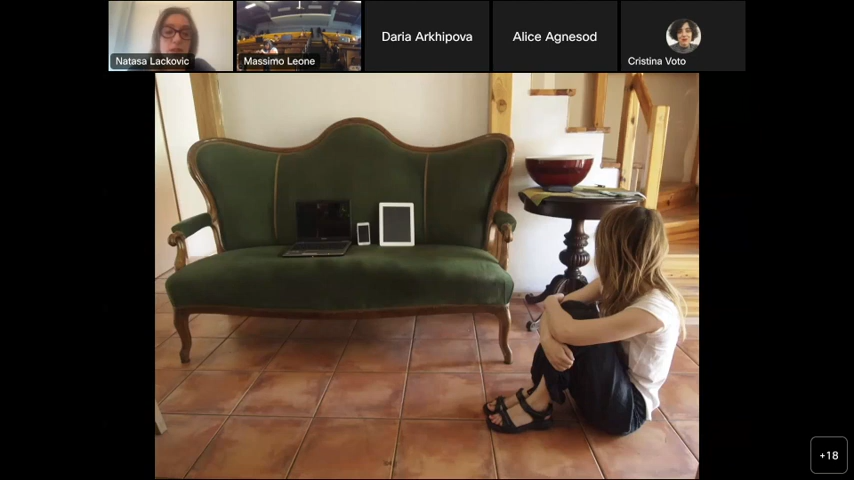 Natasa Lackovic
Massimo Leone
Daria Arkhipova
Alice Agnesod
Cristina Voto
+18